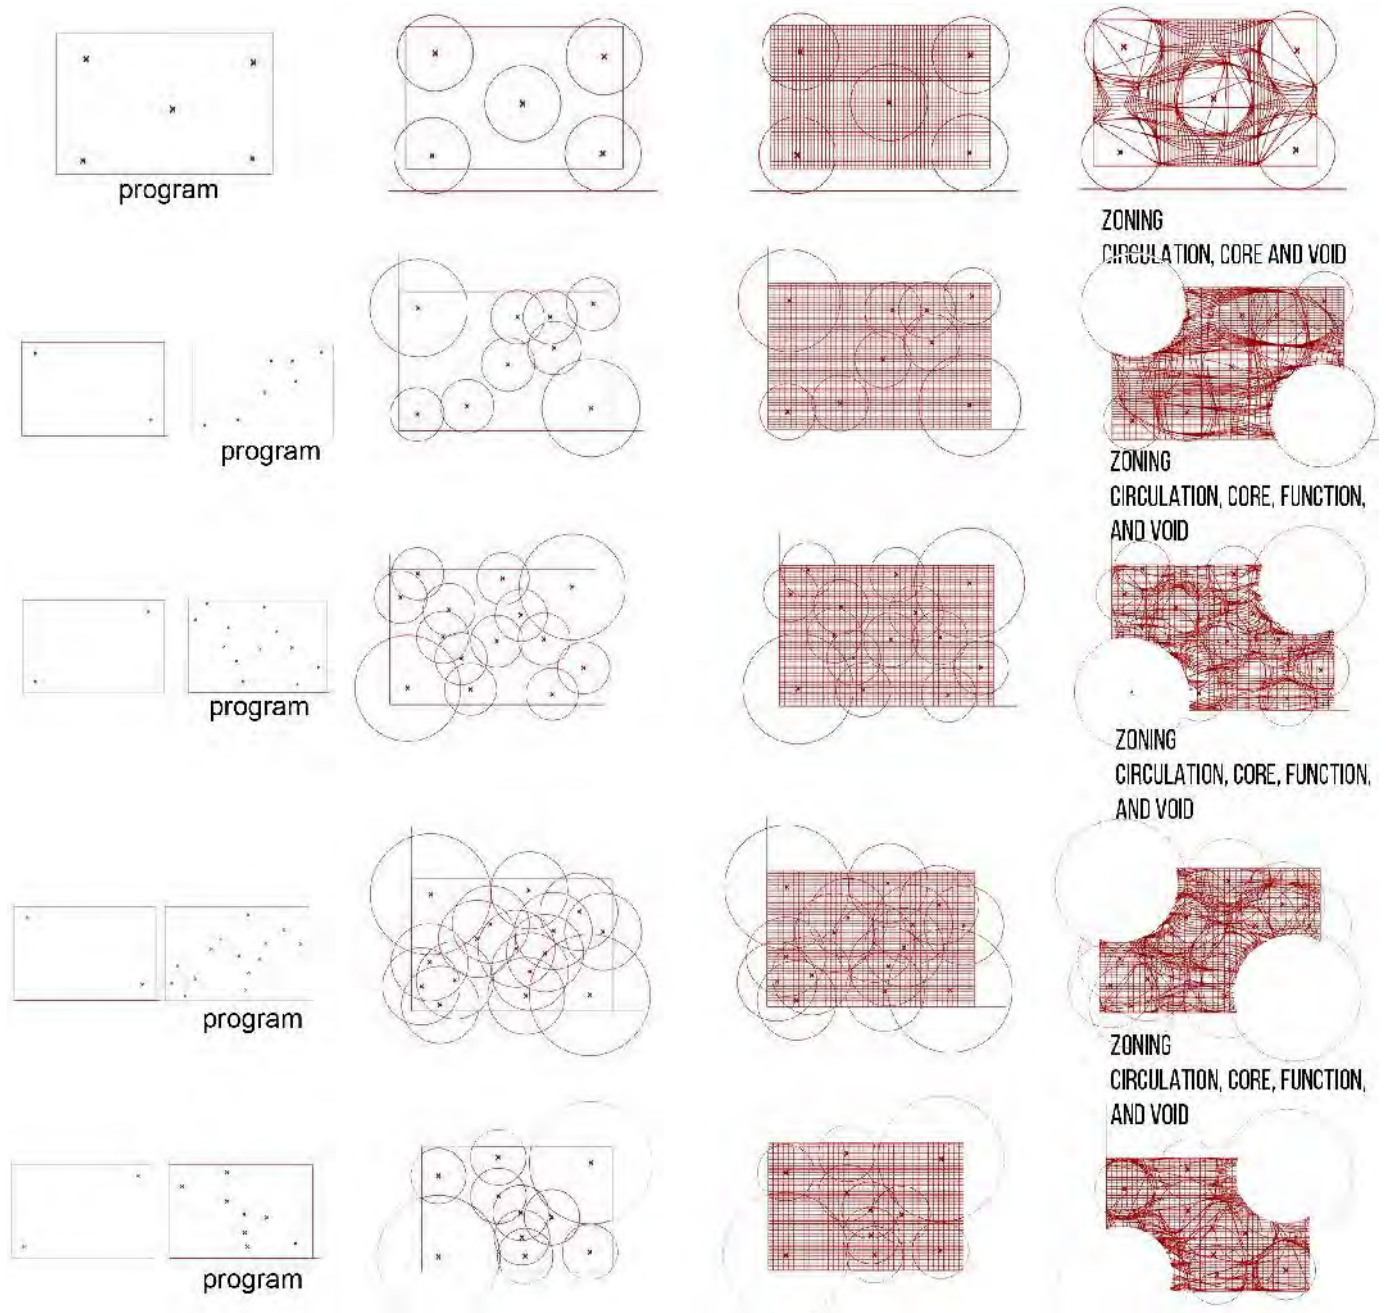 program
ZONING
CIRCULATION, CORE AND VOID
program
ZONING
CIRCULATION, CORE, FUNCTION,
AND VOID
program
ZONING
CIRCULATION, CORE, FUNCTION,
AND VOID
program
ZONING
CIRCULATION, CORE, FUNCTION,
AND VOID
program